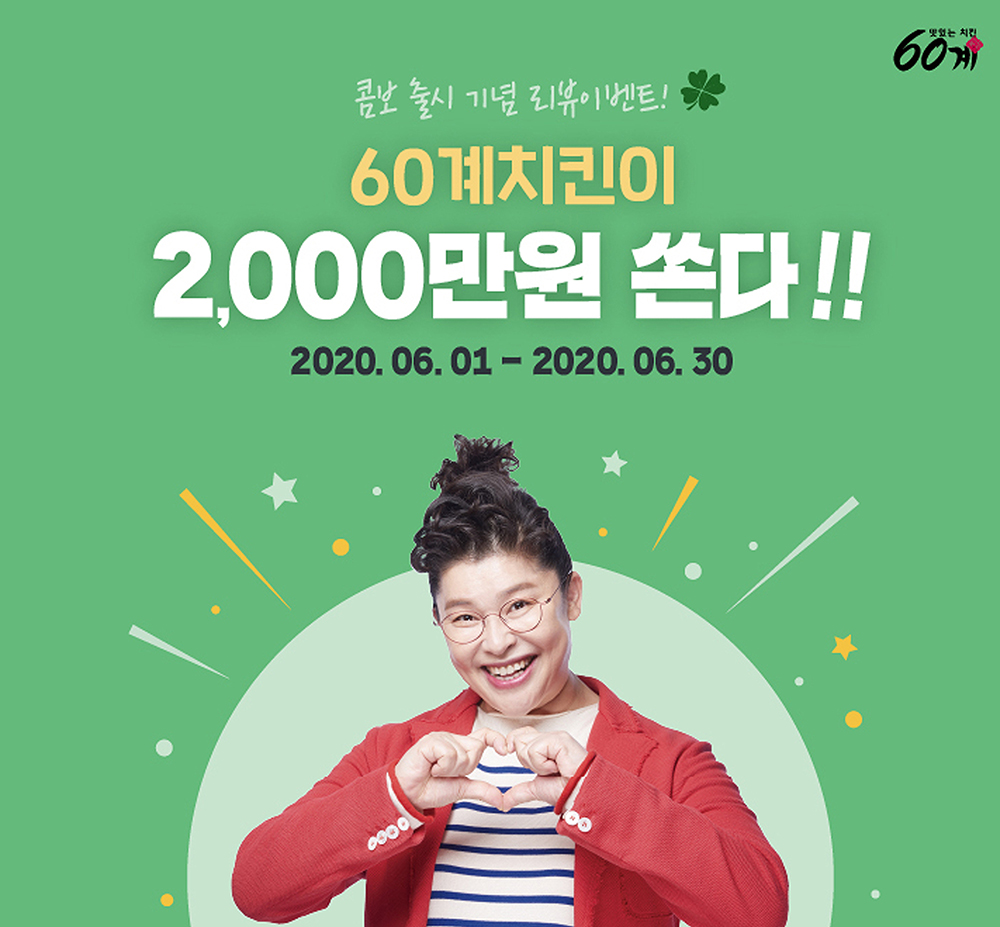 맛있는 치킨
60계
콤보 출시 기념 리뷰이벤트!
60계치킨이
2,000만원 쏜다!!
2020. 06. 01 - 2020. 06. 30